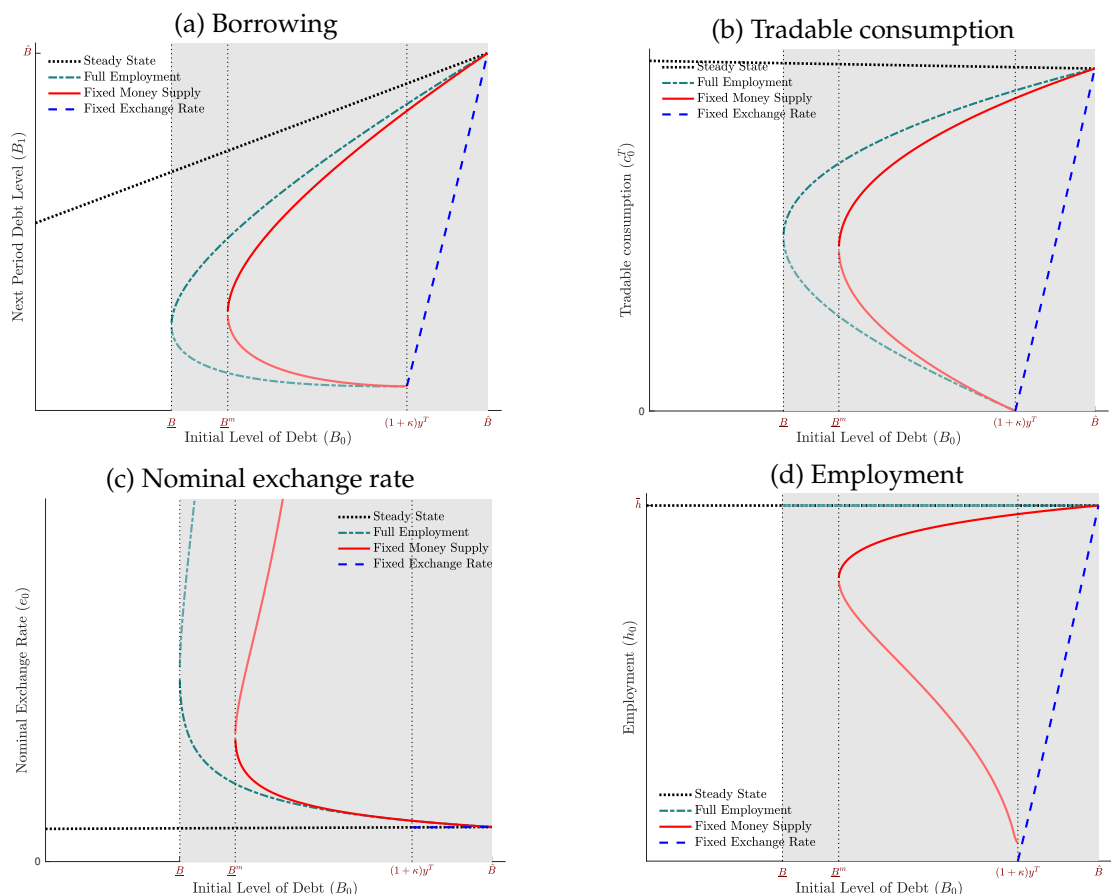 (a) Borrowing
B̂
Steady State
Full Employment
Fixed Money Supply
Fixed Exchange Rate
Next Period Debt Level (B₁)
B̲
B̲ᵐ
(1 + κ)yᵀ
B̂
Initial Level of Debt (B₀)
(b) Tradable consumption
Steady State
Full Employment
Fixed Money Supply
Fixed Exchange Rate
Tradable consumption (c₀ᵀ)
0
B̲
B̲ᵐ
(1 + κ)yᵀ
B̂
Initial Level of Debt (B₀)
(c) Nominal exchange rate
Steady State
Full Employment
Fixed Money Supply
Fixed Exchange Rate
Nominal Exchange Rate (e₀)
0
B̲
B̲ᵐ
(1 + κ)yᵀ
B̂
Initial Level of Debt (B₀)
(d) Employment
h̄
Employment (h₀)
Steady State
Full Employment
Fixed Money Supply
Fixed Exchange Rate
B̲
B̲ᵐ
(1 + κ)yᵀ
B̂
Initial Level of Debt (B₀)